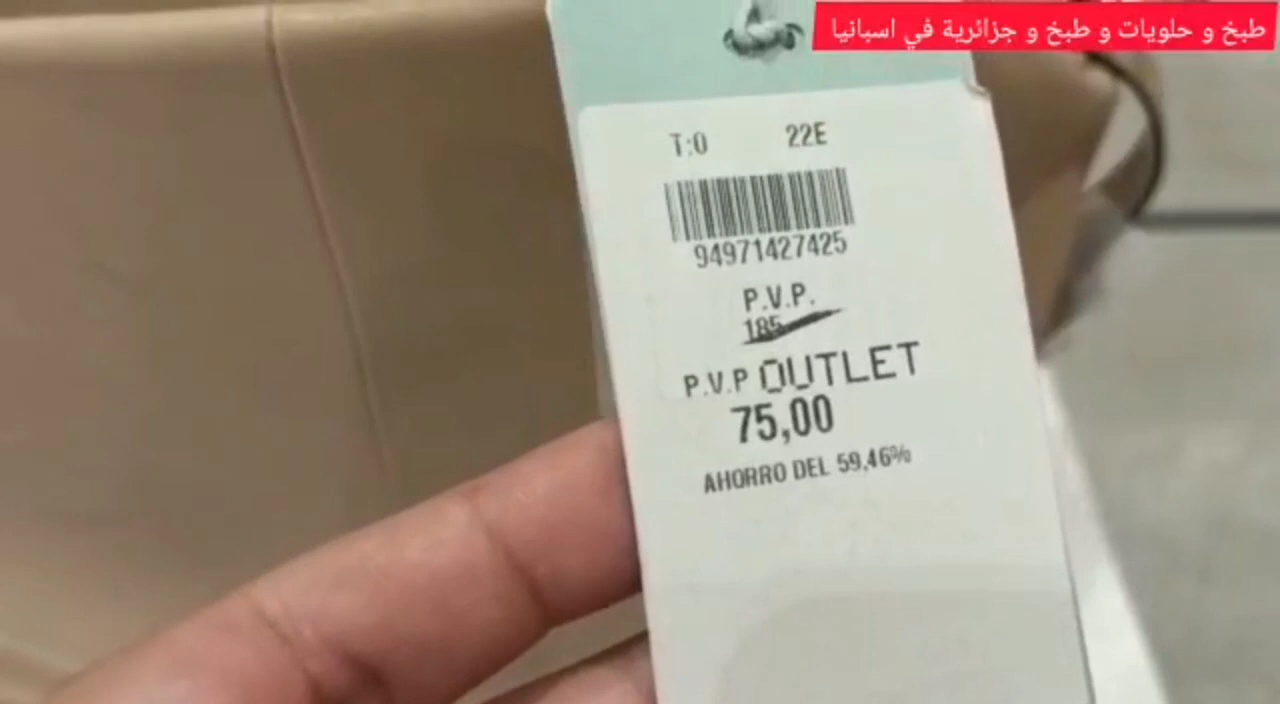 طبخ و حلويات و طبخ و جزائرية في اسبانيا
T:0 22E
94971427425
P.V.P.
185
P.V.P OUTLET
75,00
AHORRO DEL 59,46%